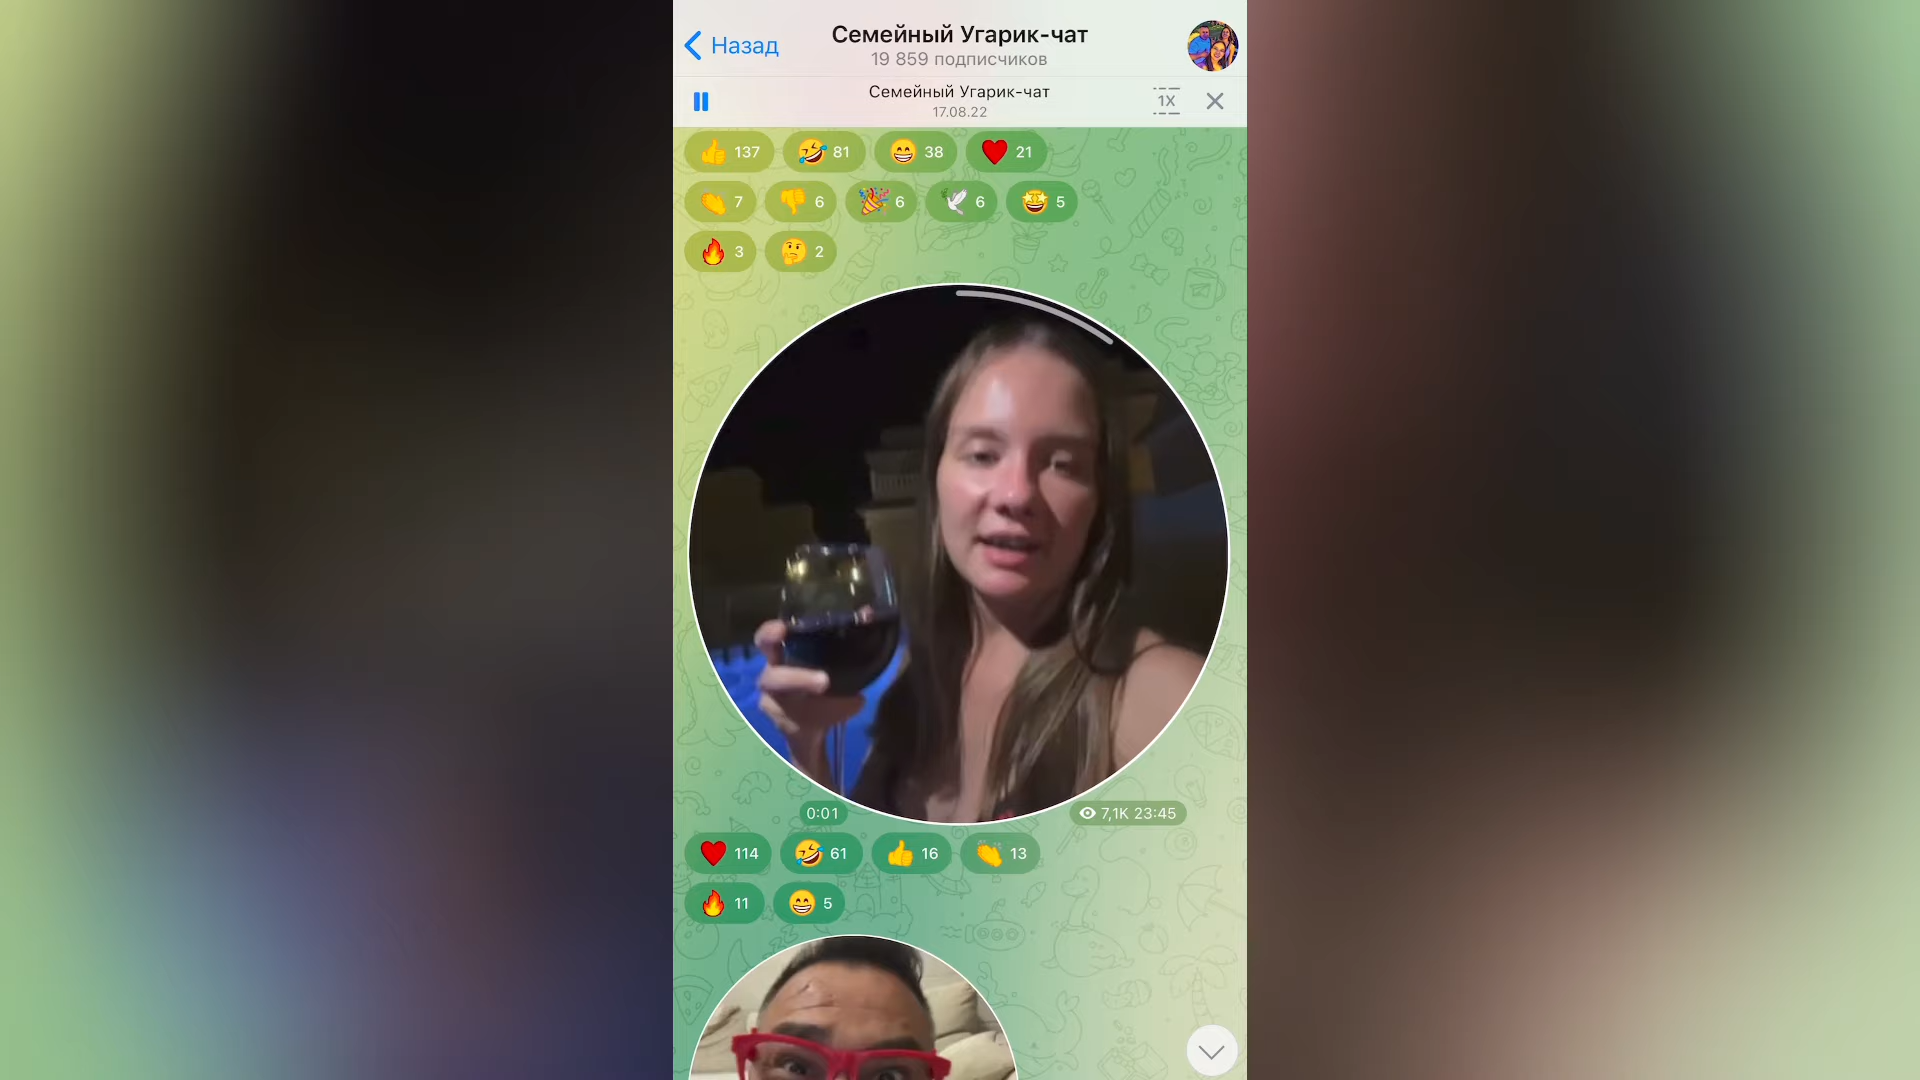 Назад
Семейный Угарик-чат
19 859 подписчиков
Семейный Угарик-чат
17.08.22
1X
137 81 38 21
7 6 6 6 5
3 2
0:01
7,1K 23:45
114 61 16 13
11 5